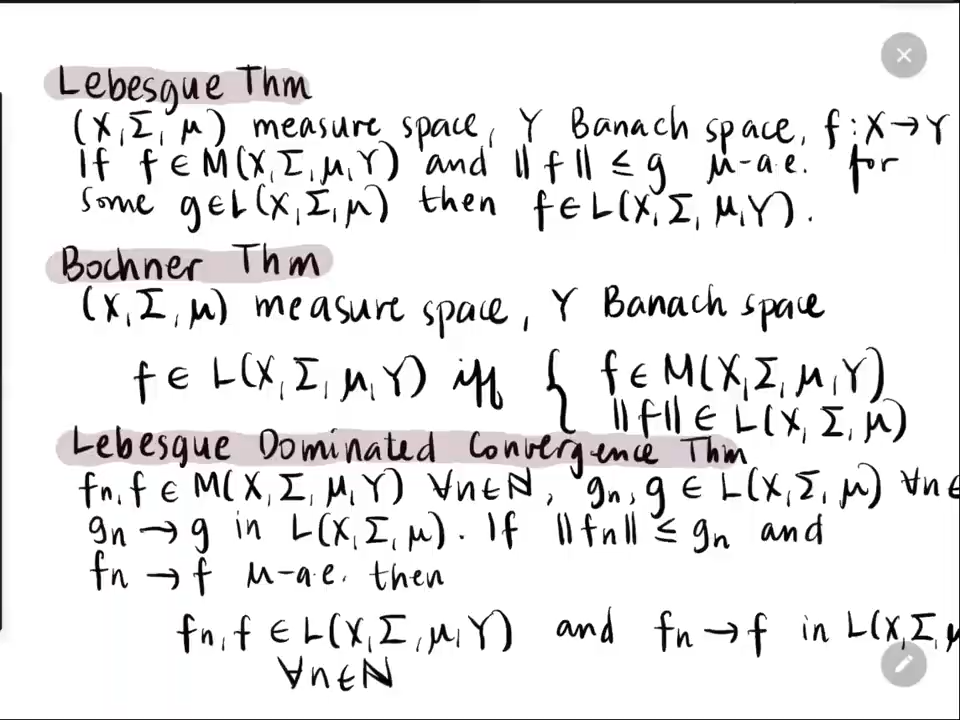 Lebesgue Thm
(X, Σ, μ) measure space, Y Banach space, f : X → Y
If f ∈ M(X, Σ, μ, Y) and ‖f‖ ≤ g μ-a.e. for
some g ∈ L(X, Σ, μ) then f ∈ L(X, Σ, μ, Y).
Bochner Thm
(X, Σ, μ) measure space, Y Banach space
f ∈ L(X, Σ, μ, Y) iff { f ∈ M(X, Σ, μ, Y)
‖f‖ ∈ L(X, Σ, μ)
Lebesgue Dominated Convergence Thm
fn, f ∈ M(X, Σ, μ, Y) ∀n∈ℕ, gn, g ∈ L(X, Σ, μ) ∀n∈
gn → g in L(X, Σ, μ). If ‖fn‖ ≤ gn and
fn → f μ-a.e. then
fn, f ∈ L(X, Σ, μ, Y) and fn → f in L(X, Σ, μ
∀n∈ℕ